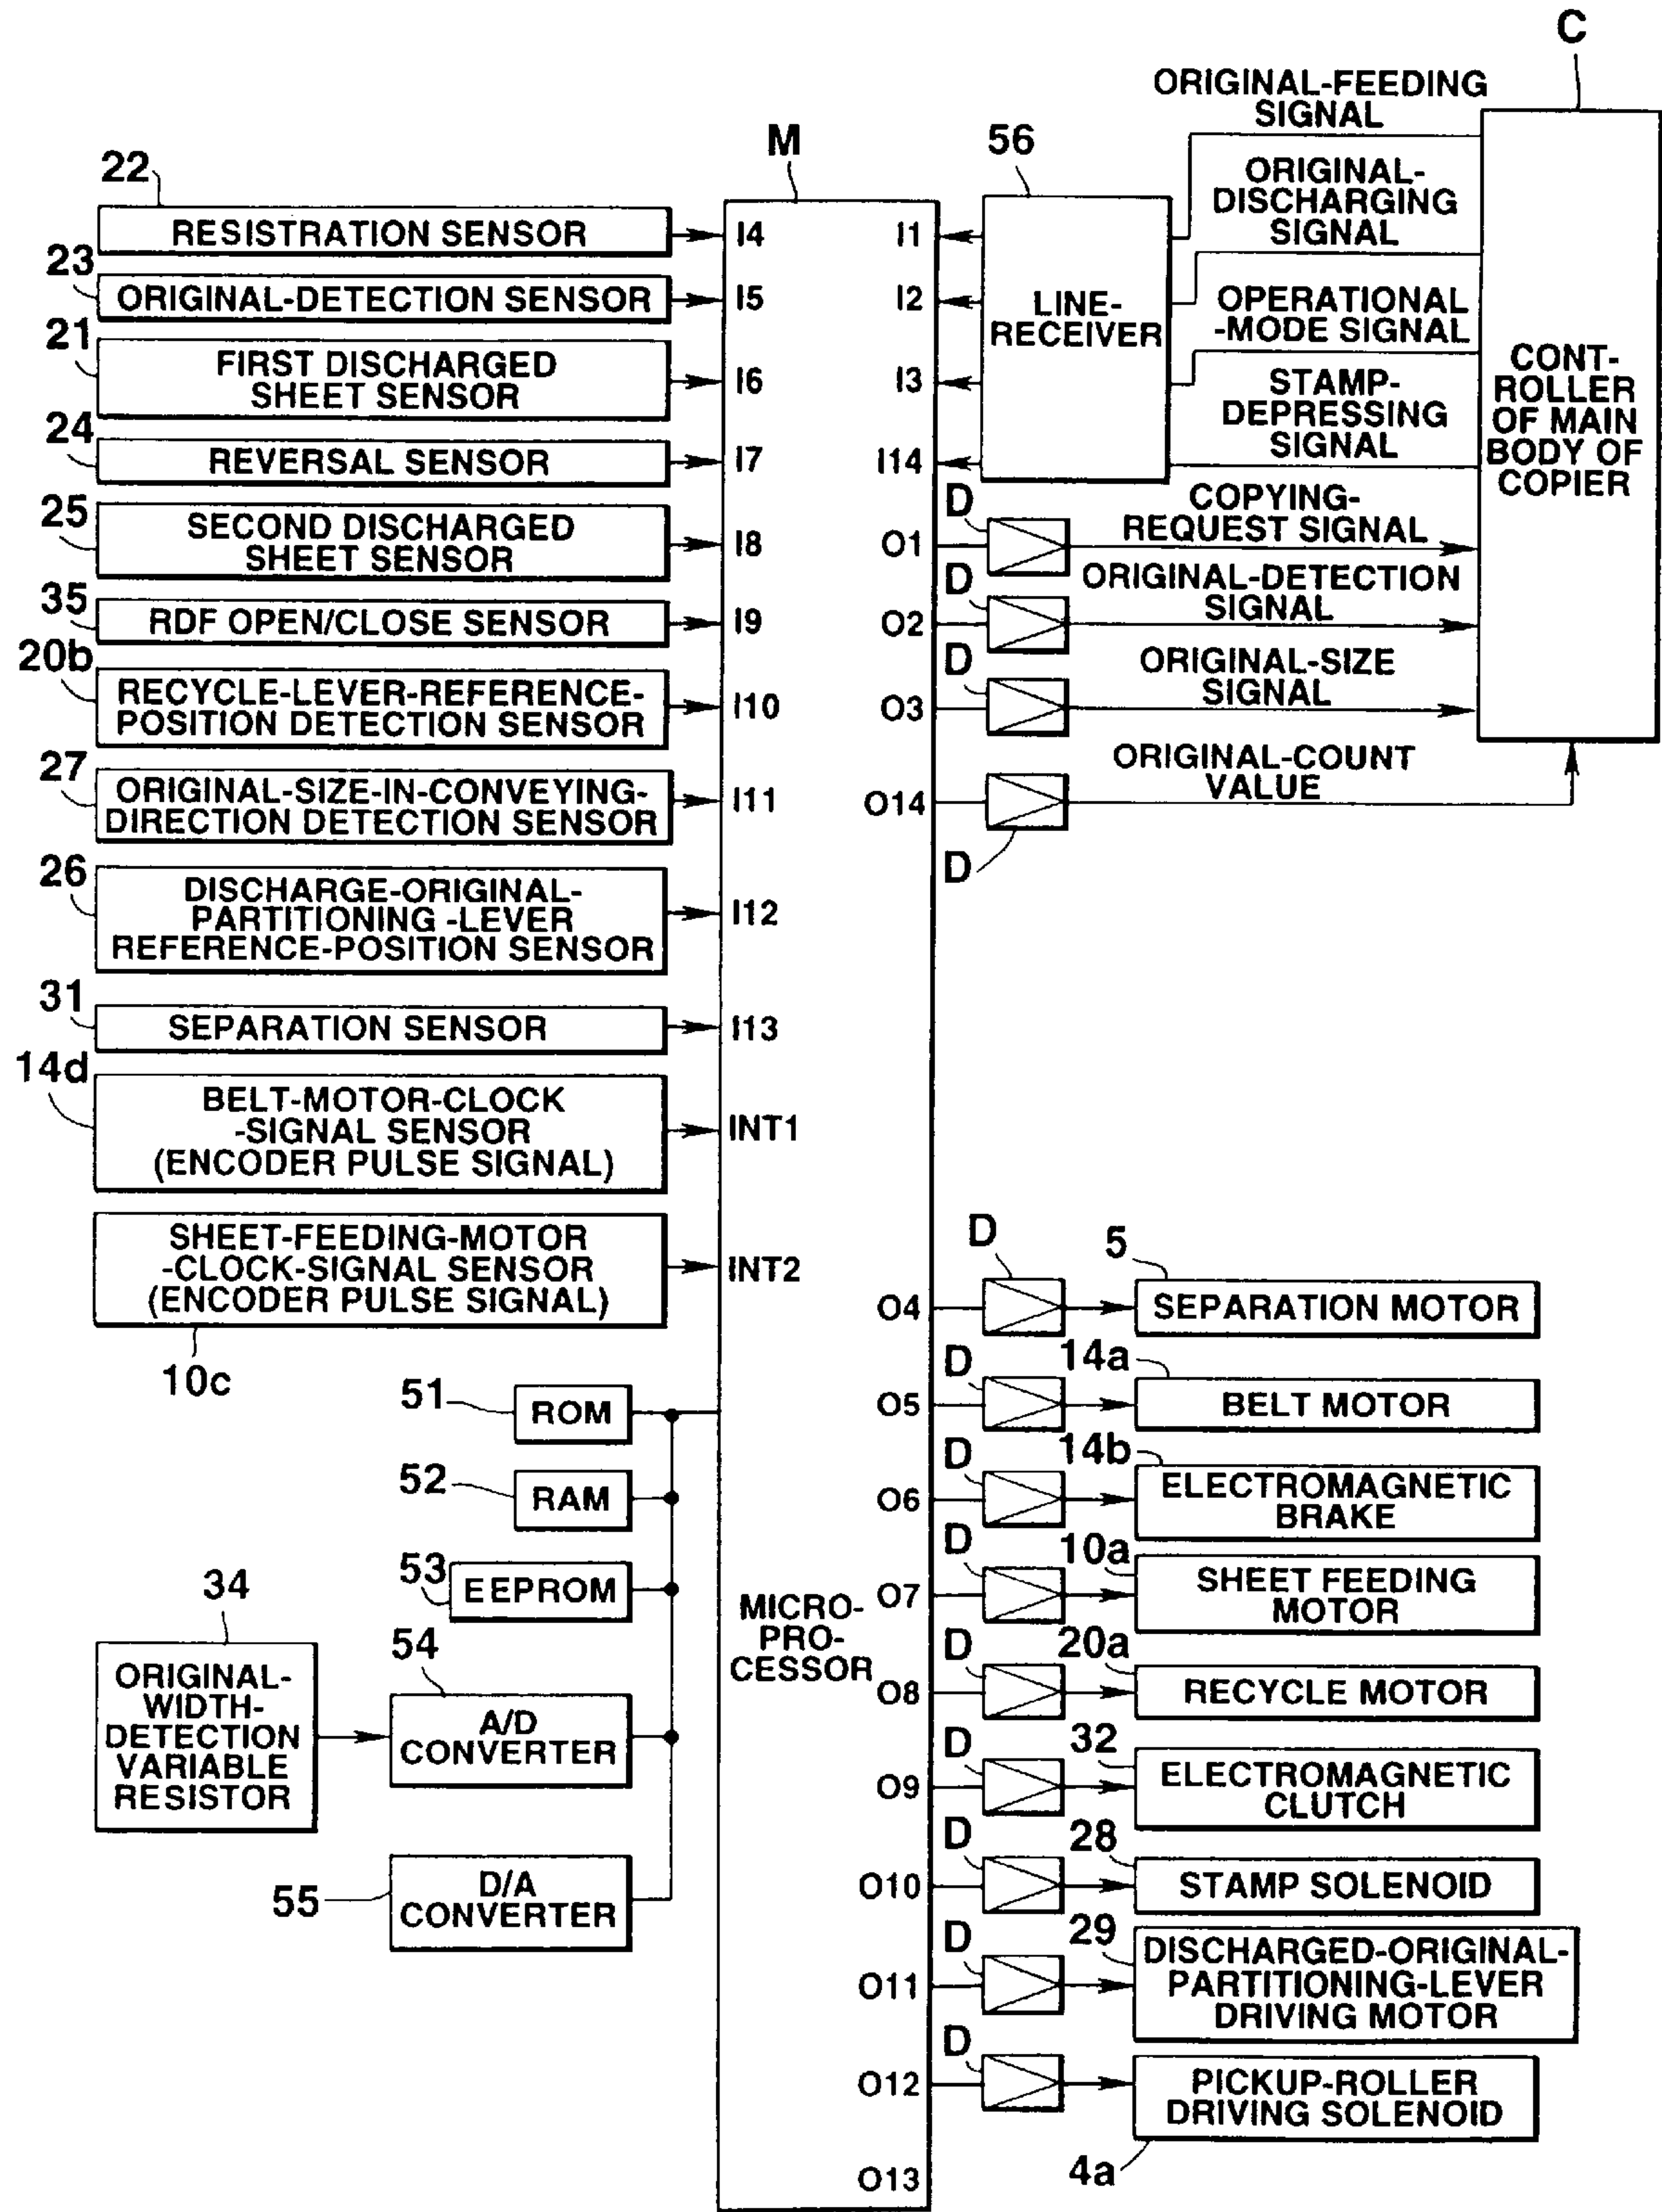 C
ORIGINAL-FEEDING
SIGNAL
M
56
ORIGINAL-
DISCHARGING
SIGNAL
OPERATIONAL
-MODE SIGNAL
STAMP-
DEPRESSING
SIGNAL
CONT-
ROLLER
OF MAIN
BODY OF
COPIER
LINE-
RECEIVER
22
RESISTRATION SENSOR
I4
I1
23
ORIGINAL-DETECTION SENSOR
I5
I2
21
FIRST DISCHARGED
SHEET SENSOR
I6
I3
24
REVERSAL SENSOR
I7
I14
25
SECOND DISCHARGED
SHEET SENSOR
I8
O1
D
COPYING-
REQUEST SIGNAL
35
RDF OPEN/CLOSE SENSOR
I9
O2
D
ORIGINAL-DETECTION
SIGNAL
20b
RECYCLE-LEVER-REFERENCE-
POSITION DETECTION SENSOR
I10
O3
D
ORIGINAL-SIZE
SIGNAL
27
ORIGINAL-SIZE-IN-CONVEYING-
DIRECTION DETECTION SENSOR
I11
O14
D
ORIGINAL-COUNT
VALUE
26
DISCHARGE-ORIGINAL-
PARTITIONING -LEVER
REFERENCE-POSITION SENSOR
I12
31
SEPARATION SENSOR
I13
14d
BELT-MOTOR-CLOCK
-SIGNAL SENSOR
(ENCODER PULSE SIGNAL)
INT1
SHEET-FEEDING-MOTOR
-CLOCK-SIGNAL SENSOR
(ENCODER PULSE SIGNAL)
INT2
10c
51
ROM
52
RAM
53
EEPROM
34
ORIGINAL-
WIDTH-
DETECTION
VARIABLE
RESISTOR
54
A/D
CONVERTER
55
D/A
CONVERTER
MICRO-
PRO-
CESSOR
O4
D
5
SEPARATION MOTOR
O5
D
14a
BELT MOTOR
O6
D
14b
ELECTROMAGNETIC
BRAKE
O7
D
10a
SHEET FEEDING
MOTOR
O8
D
20a
RECYCLE MOTOR
O9
D
32
ELECTROMAGNETIC
CLUTCH
O10
D
28
STAMP SOLENOID
O11
D
29
DISCHARGED-ORIGINAL-
PARTITIONING-LEVER
DRIVING MOTOR
O12
D
PICKUP-ROLLER
DRIVING SOLENOID
4a
O13